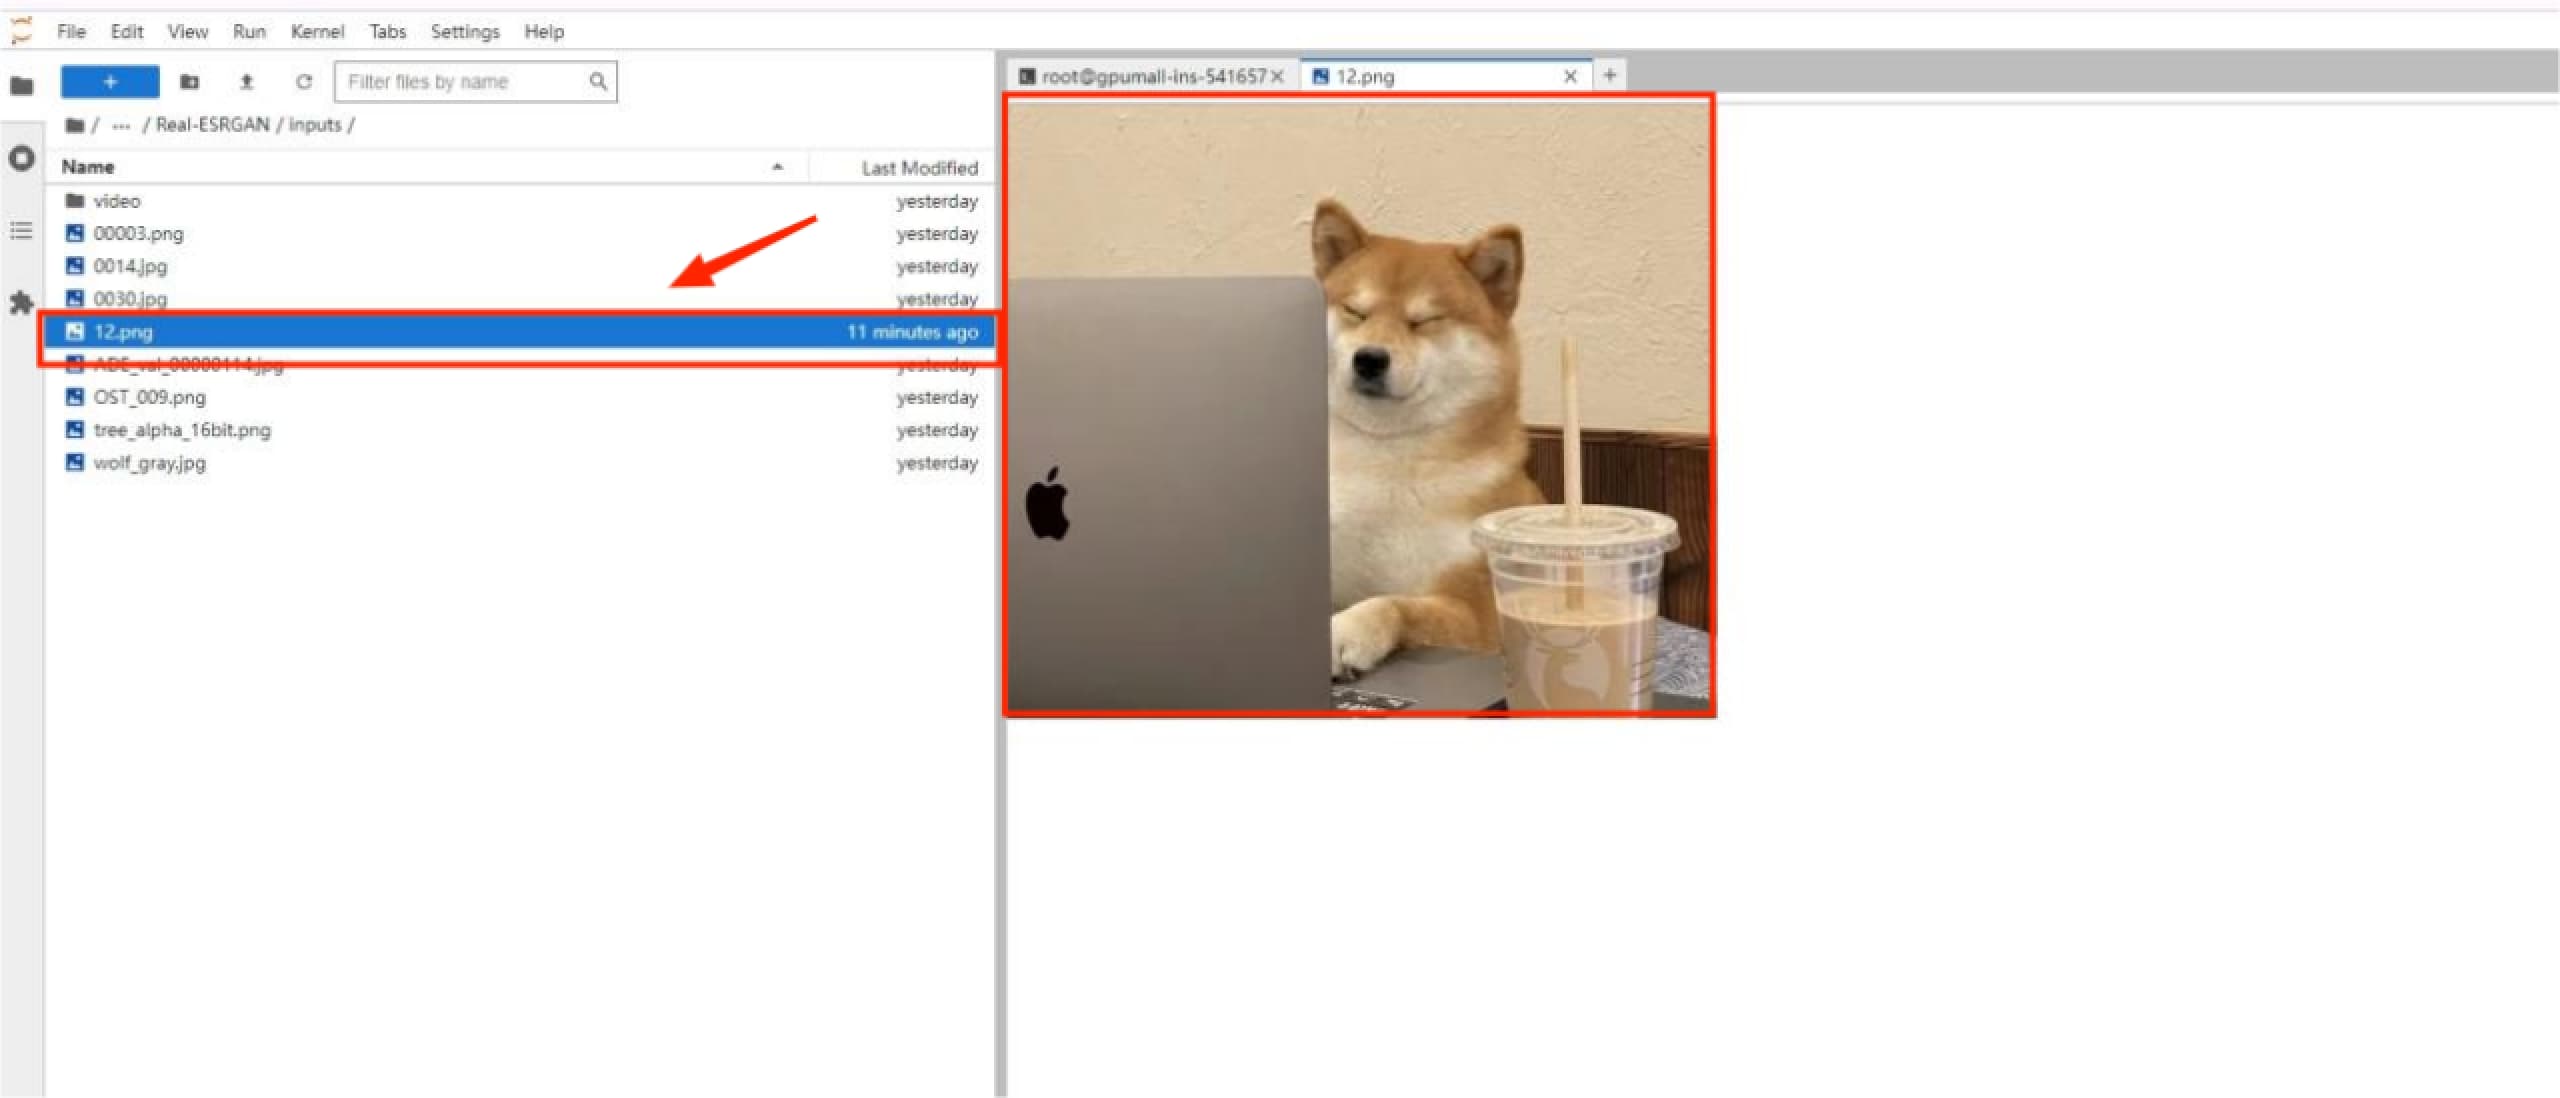 File Edit View Run Kernel Tabs Settings Help
+ Filter files by name
/ ... / Real-ESRGAN / inputs /
Name Last Modified
video yesterday
00003.png yesterday
0014.jpg yesterday
0030.jpg yesterday
12.png 11 minutes ago
ADE_val_00000114.jpg yesterday
OST_009.png yesterday
tree_alpha_16bit.png yesterday
wolf_gray.jpg yesterday
root@gpumall-ins-541657 12.png +